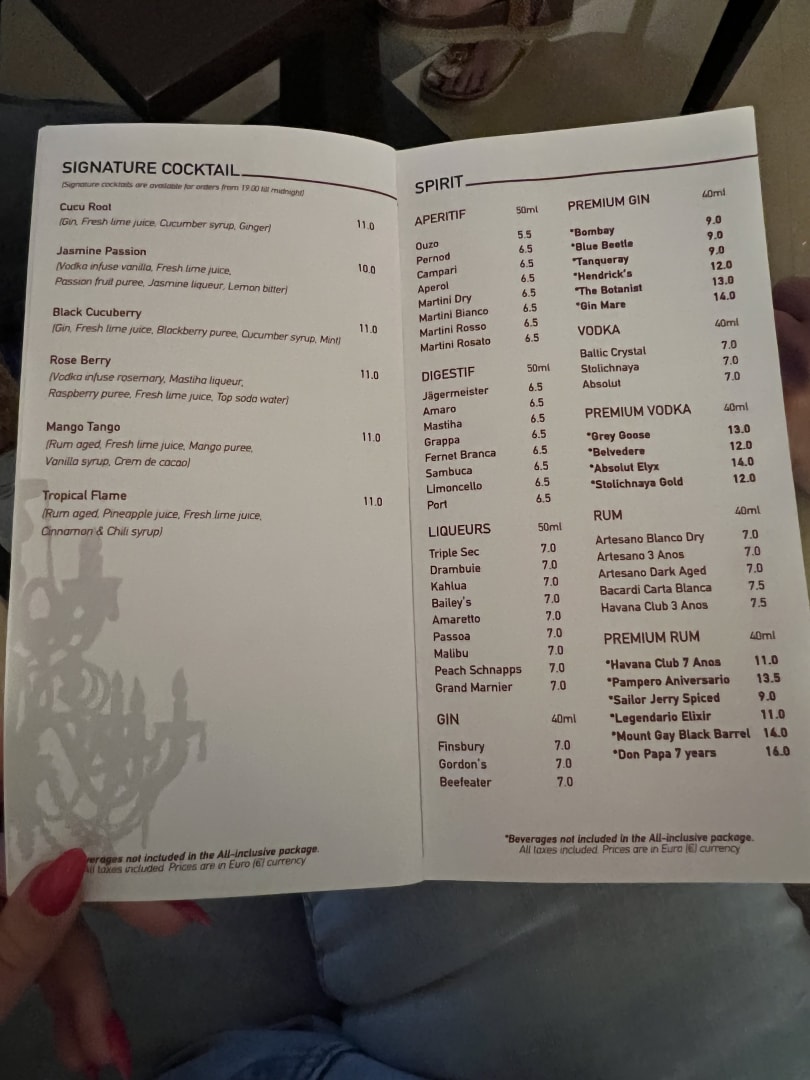 SIGNATURE COCKTAIL
(Signature cocktails are available for orders from 19:00 till midnight)
Cucu Root
(Gin, Fresh lime juice, Cucumber syrup, Ginger) 11.0
Jasmine Passion
(Vodka infuse vanilla, Fresh lime juice, 10.0
Passion fruit puree, Jasmine liqueur, Lemon bitter)
Black Cucuberry
(Gin, Fresh lime juice, Blackberry puree, Cucumber syrup, Mint) 11.0
Rose Berry
(Vodka infuse rosemary, Mastiha liqueur, 11.0
Raspberry puree, Fresh lime juice, Top soda water)
Mango Tango
(Rum aged, Fresh lime juice, Mango puree, 11.0
Vanilla syrup, Crem de cacao)
Tropical Flame 11.0
(Rum aged, Pineapple juice, Fresh lime juice,
Cinnamon & Chili syrup)
verages not included in the All-inclusive package.
All taxes included. Prices are in Euro (€) currency
SPIRIT
APERITIF 50ml
Ouzo 5.5
Pernod 6.5
Campari 6.5
Aperol 6.5
Martini Dry 6.5
Martini Bianco 6.5
Martini Rosso 6.5
Martini Rosato 6.5
DIGESTIF 50ml
Jägermeister 6.5
Amaro 6.5
Mastiha 6.5
Grappa 6.5
Fernet Branca 6.5
Sambuca 6.5
Limoncello 6.5
Port 6.5
LIQUEURS 50ml
Triple Sec 7.0
Drambuie 7.0
Kahlua 7.0
Bailey's 7.0
Amaretto 7.0
Passoa 7.0
Malibu 7.0
Peach Schnapps 7.0
Grand Marnier 7.0
GIN 40ml
Finsbury 7.0
Gordon's 7.0
Beefeater 7.0
PREMIUM GIN 40ml
*Bombay 9.0
*Blue Beetle 9.0
*Tanqueray 9.0
*Hendrick's 12.0
*The Botanist 13.0
*Gin Mare 14.0
VODKA 40ml
Baltic Crystal 7.0
Stolichnaya 7.0
Absolut 7.0
PREMIUM VODKA 40ml
*Grey Goose 13.0
*Belvedere 12.0
*Absolut Elyx 14.0
*Stolichnaya Gold 12.0
RUM 40ml
Artesano Blanco Dry 7.0
Artesano 3 Anos 7.0
Artesano Dark Aged 7.0
Bacardi Carta Blanca 7.5
Havana Club 3 Anos 7.5
PREMIUM RUM 40ml
*Havana Club 7 Anos 11.0
*Pampero Aniversario 13.5
*Sailor Jerry Spiced 9.0
*Legendario Elixir 11.0
*Mount Gay Black Barrel 14.0
*Don Papa 7 years 16.0
*Beverages not included in the All-inclusive package.
All taxes included. Prices are in Euro (€) currency